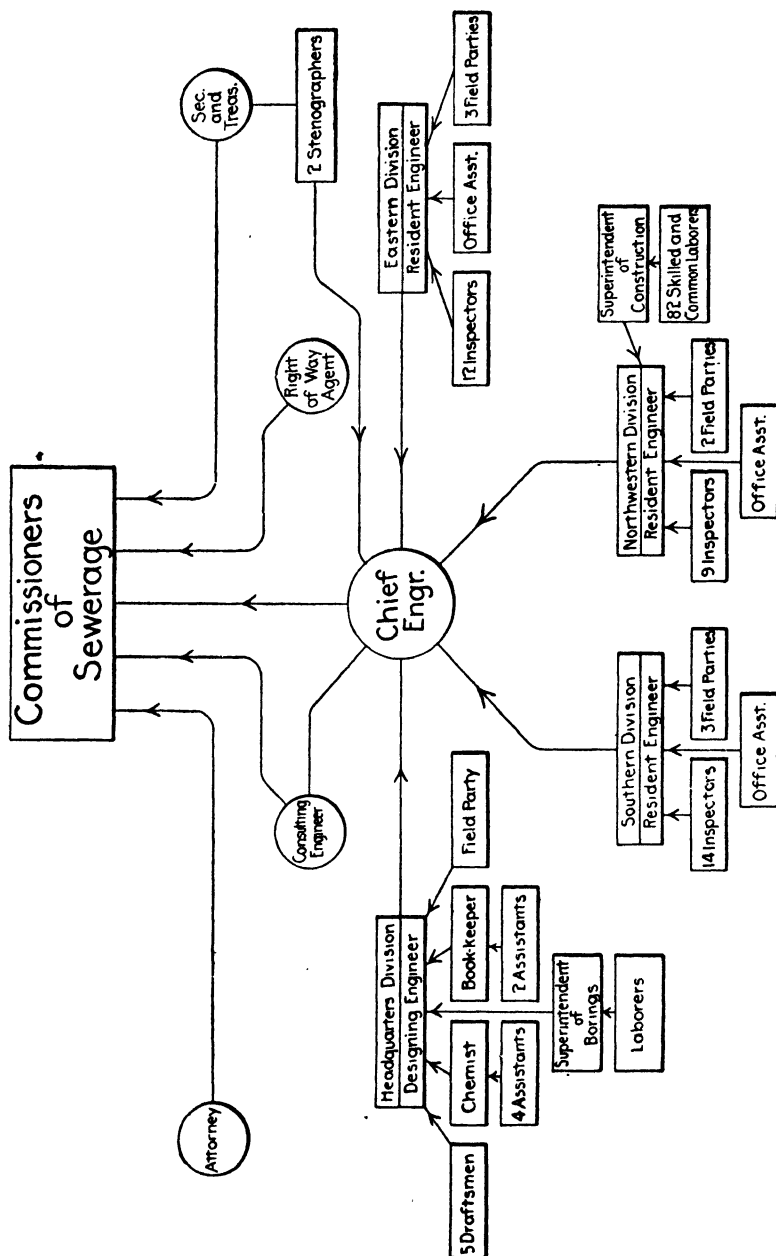 Commissioners
of
Sewerage
Attorney
Consulting
Engineer
Right
of Way
Agent
Sec.
and
Treas.
2 Stenographers
Chief
Engr.
Headquarters Division
Designing Engineer
5 Draftsmen
Chemist
4 Assistants
Superintendent
of
Borings
Laborers
Book-keeper
2 Assistants
Field Party
Southern Division
Resident Engineer
14 Inspectors
Office Asst.
3 Field Parties
Northwestern Division
Resident Engineer
9 Inspectors
Office Asst.
2 Field Parties
Superintendent
of
Construction
82 Skilled and
Common Laborers
Eastern Division
Resident Engineer
12 Inspectors
Office Asst.
3 Field Parties